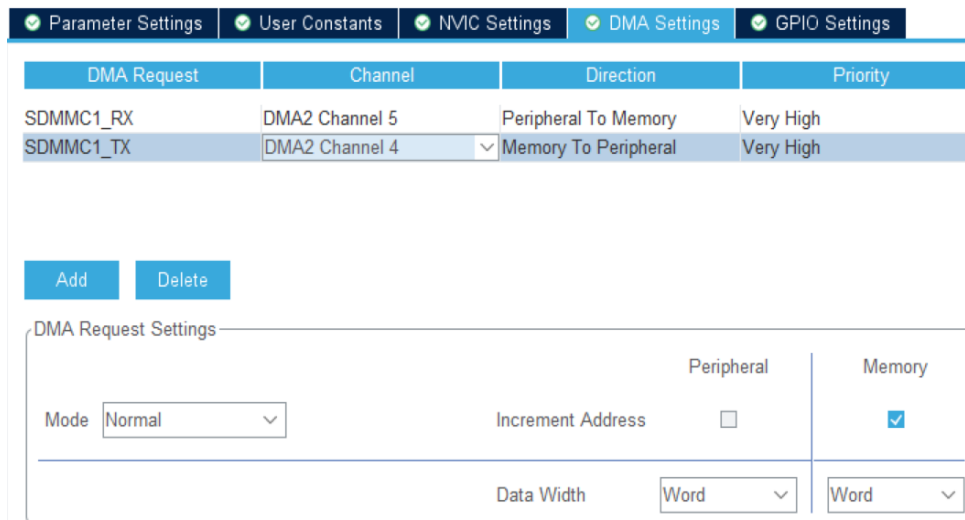 Parameter Settings User Constants NVIC Settings DMA Settings GPIO Settings
DMA Request Channel Direction Priority
SDMMC1_RX DMA2 Channel 5 Peripheral To Memory Very High
SDMMC1_TX DMA2 Channel 4 Memory To Peripheral Very High
Add Delete
DMA Request Settings
Peripheral Memory
Mode Normal Increment Address
Data Width Word Word